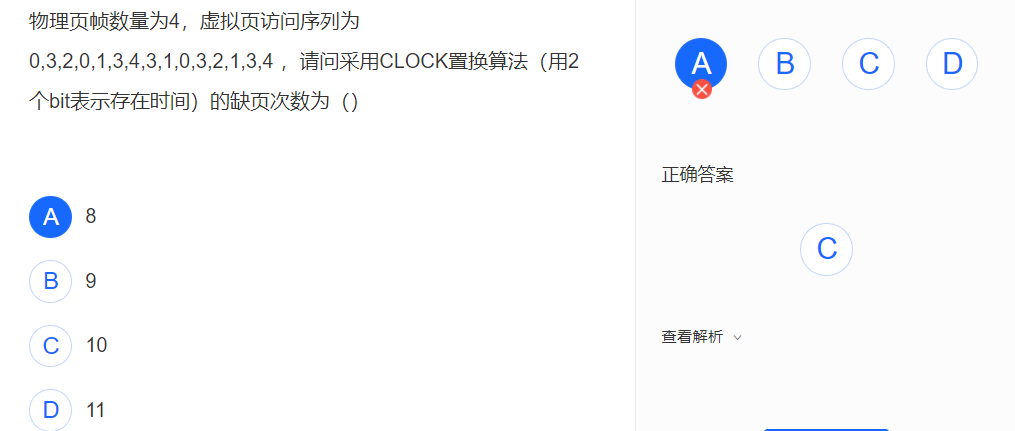 物理页帧数量为4，虚拟页访问序列为
0,3,2,0,1,3,4,3,1,0,3,2,1,3,4 ，请问采用CLOCK置换算法（用2
个bit表示存在时间）的缺页次数为（）
A 8
B 9
C 10
D 11
A B C D
正确答案
C
查看解析